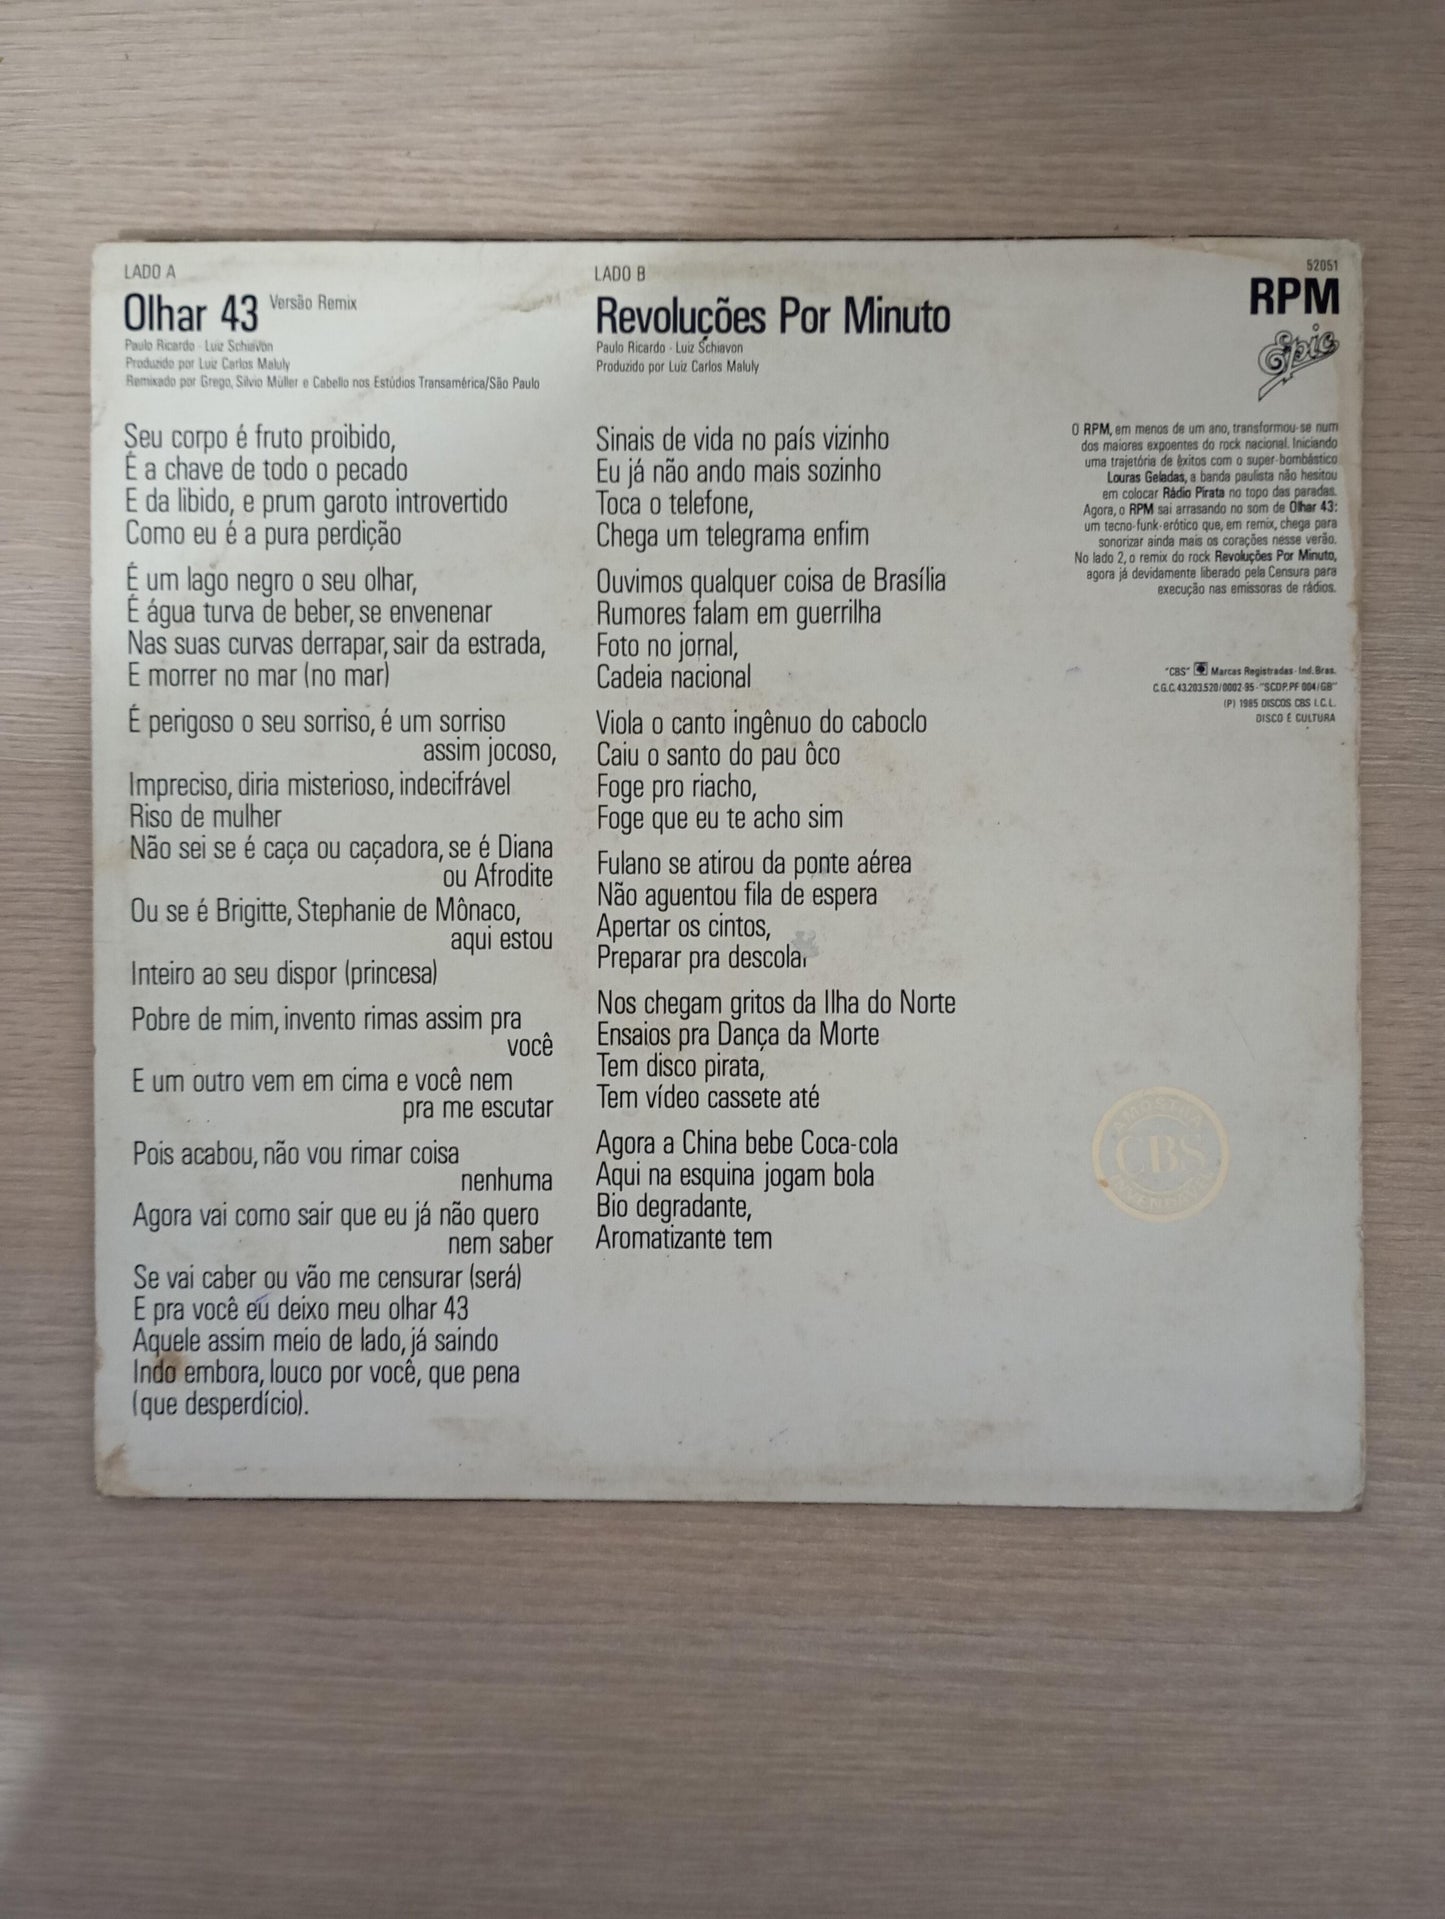 LADO A
Olhar 43 Versão Remix
Paulo Ricardo - Luiz Schiavon
Produzido por Luiz Carlos Maluly
Remixado por Grego, Silvio Müller e Cabello nos Estúdios Transamérica/São Paulo
Seu corpo é fruto proibido,
É a chave de todo o pecado
E da libido, e prum garoto introvertido
Como eu é a pura perdição
É um lago negro o seu olhar,
É água turva de beber, se envenenar
Nas suas curvas derrapar, sair da estrada,
E morrer no mar (no mar)
É perigoso o seu sorriso, é um sorriso
assim jocoso,
Impreciso, diria misterioso, indecifrável
Riso de mulher
Não sei se é caça ou caçadora, se é Diana
ou Afrodite
Ou se é Brigitte, Stephanie de Mônaco,
aqui estou
Inteiro ao seu dispor (princesa)
Pobre de mim, invento rimas assim pra
você
E um outro vem em cima e você nem
pra me escutar
Pois acabou, não vou rimar coisa
nenhuma
Agora vai como sair que eu já não quero
nem saber
Se vai caber ou vão me censurar (será)
E pra você eu deixo meu olhar 43
Aquele assim meio de lado, já saindo
Indo embora, louco por você, que pena
(que desperdício).
LADO B
Revoluções Por Minuto
Paulo Ricardo - Luiz Schiavon
Produzido por Luiz Carlos Maluly
Sinais de vida no país vizinho
Eu já não ando mais sozinho
Toca o telefone,
Chega um telegrama enfim
Ouvimos qualquer coisa de Brasília
Rumores falam em guerrilha
Foto no jornal,
Cadeia nacional
Viola o canto ingênuo do caboclo
Caiu o santo do pau ôco
Foge pro riacho,
Foge que eu te acho sim
Fulano se atirou da ponte aérea
Não aguentou fila de espera
Apertar os cintos,
Preparar pra descolar
Nos chegam gritos da Ilha do Norte
Ensaios pra Dança da Morte
Tem disco pirata,
Tem vídeo cassete até
Agora a China bebe Coca-cola
Aqui na esquina jogam bola
Bio degradante,
Aromatizante tem
52051
RPM
Epic
O RPM, em menos de um ano, transformou-se num
dos maiores expoentes do rock nacional. Iniciando
uma trajetória de êxitos com o super-bombástico
Louras Geladas, a banda paulista não hesitou
em colocar Rádio Pirata no topo das paradas.
Agora, o RPM sai arrasando no som de Olhar 43:
um tecno-funk-erótico que, em remix, chega para
sonorizar ainda mais os corações nesse verão.
No lado 2, o remix do rock Revoluções Por Minuto,
agora já devidamente liberado pela Censura para
execução nas emissoras de rádios.
"CBS" Marcas Registradas - Ind. Bras.
C.G.C. 43.203.520/0002-95 - "SCDP. PF 004/GB"
(P) 1985 DISCOS CBS I.C.L.
DISCO É CULTURA
AMOSTRA
CBS
INVENDÁVEL